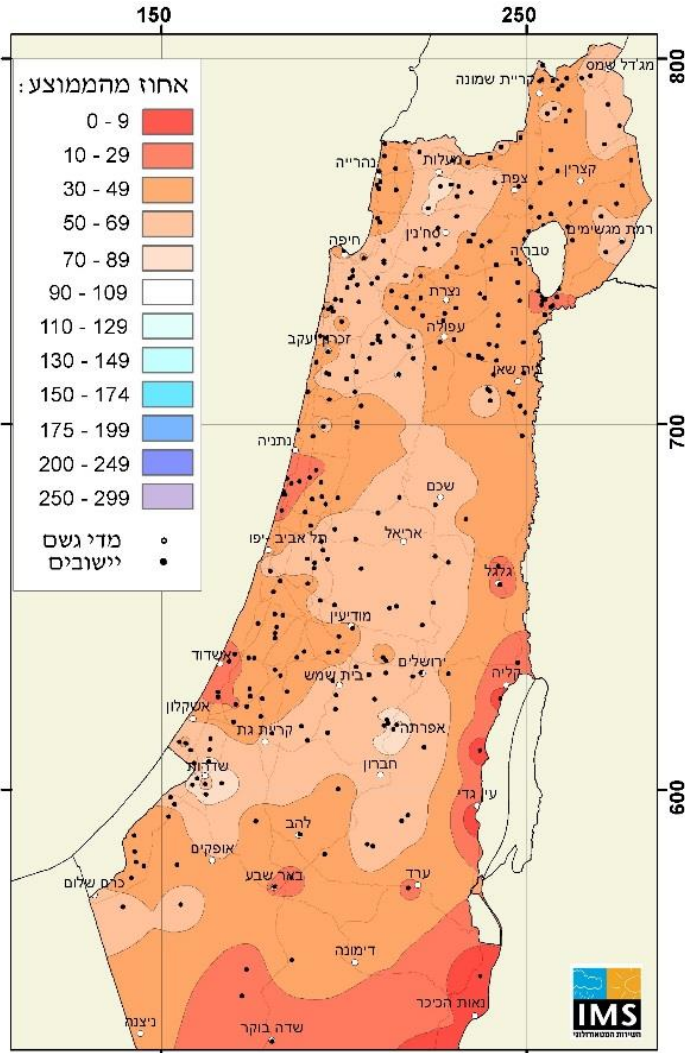 150
250
800
700
600
אחוז מהממוצע:
0 - 9
10 - 29
30 - 49
50 - 69
70 - 89
90 - 109
110 - 129
130 - 149
150 - 174
175 - 199
200 - 249
250 - 299
מדי גשם
יישובים
מג'דל שמס
קריית שמונה
נהרייה
מעלות
צפת
קצרין
סח'נין
רמת מגשימים
חיפה
טבריה
נצרת
עפולה
זכרון יעקב
בית שאן
נתניה
שכם
אריאל
תל אביב -יפו
גלגל
מודיעין
אשדוד
ירושלים
קליה
בית שמש
אשקלון
אפרתה
קריית גת
חברון
שדרות
עין גדי
להב
אופקים
באר שבע
ערד
כרם שלום
דימונה
נאות הכיכר
ניצנה
שדה בוקר
IMS
השירות המטאורולוגי